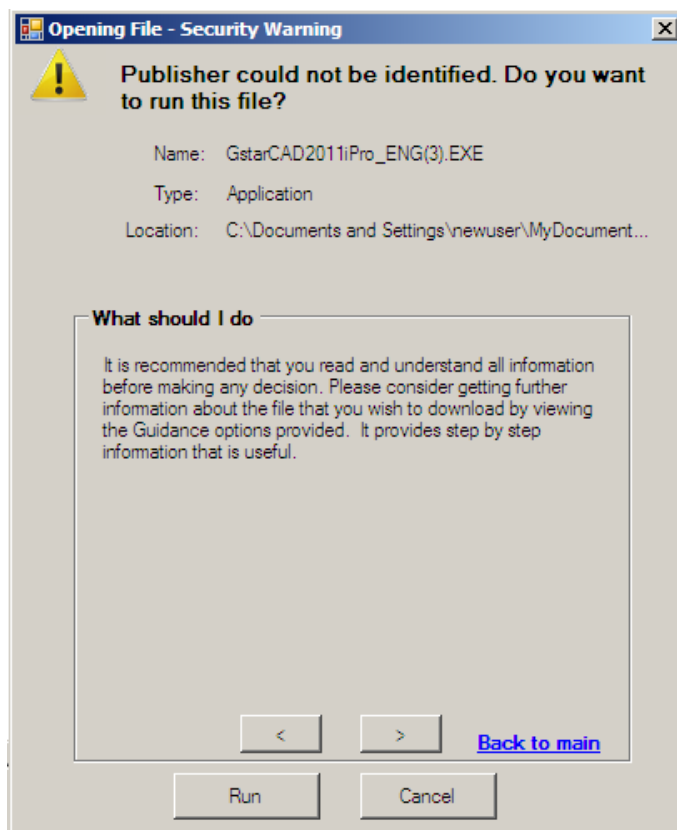 Opening File - Security Warning
Publisher could not be identified. Do you want
to run this file?
Name: GstarCAD2011iPro_ENG(3).EXE
Type: Application
Location: C:\Documents and Settings\newuser\MyDocument...
What should I do
It is recommended that you read and understand all information
before making any decision. Please consider getting further
information about the file that you wish to download by viewing
the Guidance options provided.  It provides step by step
information that is useful.
< > Back to main
Run Cancel